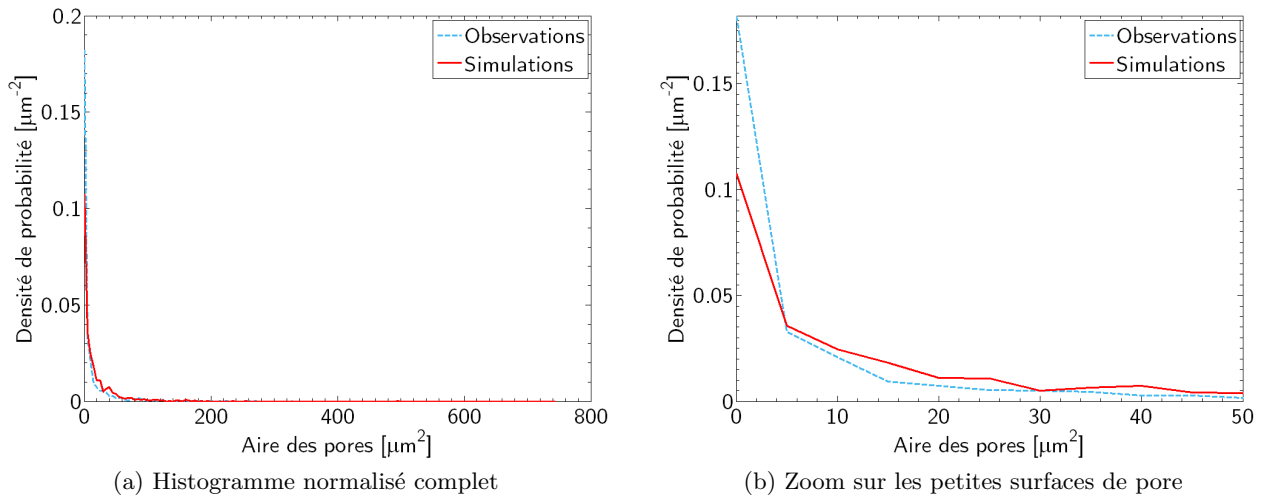 Observations
Simulations
0.2
0.15
0.1
0.05
0
Densité de probabilité [µm⁻²]
0
200
400
600
800
Aire des pores [µm²]
(a) Histogramme normalisé complet
Observations
Simulations
0.15
0.1
0.05
0
Densité de probabilité [µm⁻²]
0
10
20
30
40
50
Aire des pores [µm²]
(b) Zoom sur les petites surfaces de pore